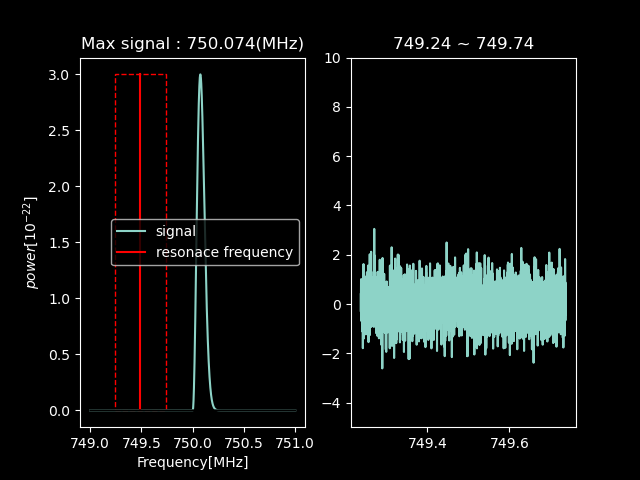 Max signal : 750.074(MHz)
749.24 ~ 749.74
power[10⁻²²]
3.0
2.5
2.0
1.5
1.0
0.5
0.0
signal
resonace frequency
749.0 749.5 750.0 750.5 751.0
Frequency[MHz]
10
8
6
4
2
0
−2
−4
749.4 749.6